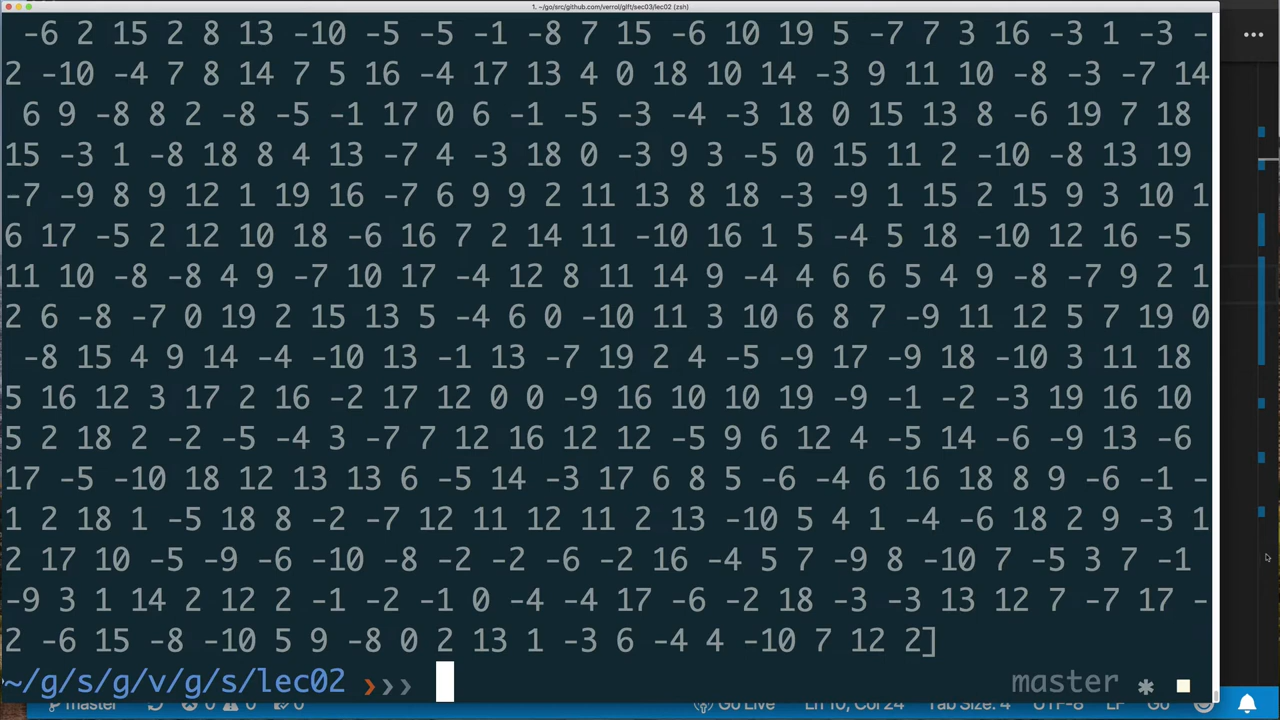 1. ~/go/src/github.com/verrol/glft/sec03/lec02 (zsh)
-6 2 15 2 8 13 -10 -5 -5 -1 -8 7 15 -6 10 19 5 -7 7 3 16 -3 1 -3 -
2 -10 -4 7 8 14 7 5 16 -4 17 13 4 0 18 10 14 -3 9 11 10 -8 -3 -7 14
6 9 -8 8 2 -8 -5 -1 17 0 6 -1 -5 -3 -4 -3 18 0 15 13 8 -6 19 7 18
15 -3 1 -8 18 8 4 13 -7 4 -3 18 0 -3 9 3 -5 0 15 11 2 -10 -8 13 19
-7 -9 8 9 12 1 19 16 -7 6 9 9 2 11 13 8 18 -3 -9 1 15 2 15 9 3 10 1
6 17 -5 2 12 10 18 -6 16 7 2 14 11 -10 16 1 5 -4 5 18 -10 12 16 -5
11 10 -8 -8 4 9 -7 10 17 -4 12 8 11 14 9 -4 4 6 6 5 4 9 -8 -7 9 2 1
2 6 -8 -7 0 19 2 15 13 5 -4 6 0 -10 11 3 10 6 8 7 -9 11 12 5 7 19 0
-8 15 4 9 14 -4 -10 13 -1 13 -7 19 2 4 -5 -9 17 -9 18 -10 3 11 18
5 16 12 3 17 2 16 -2 17 12 0 0 -9 16 10 10 19 -9 -1 -2 -3 19 16 10
5 2 18 2 -2 -5 -4 3 -7 7 12 16 12 12 -5 9 6 12 4 -5 14 -6 -9 13 -6
17 -5 -10 18 12 13 13 6 -5 14 -3 17 6 8 5 -6 -4 6 16 18 8 9 -6 -1 -
1 2 18 1 -5 18 8 -2 -7 12 11 12 11 2 13 -10 5 4 1 -4 -6 18 2 9 -3 1
2 17 10 -5 -9 -6 -10 -8 -2 -2 -6 -2 16 -4 5 7 -9 8 -10 7 -5 3 7 -1
-9 3 1 14 2 12 2 -1 -2 -1 0 -4 -4 17 -6 -2 18 -3 -3 13 12 7 -7 17 -
2 -6 15 -8 -10 5 9 -8 0 2 13 1 -3 6 -4 4 -10 7 12 2]
~/g/s/g/v/g/s/lec02 ❯❯❯ master *
master 0 0 0 Go Live Ln 10, Col 24 Tab Size: 4 UTF-8 LF Go